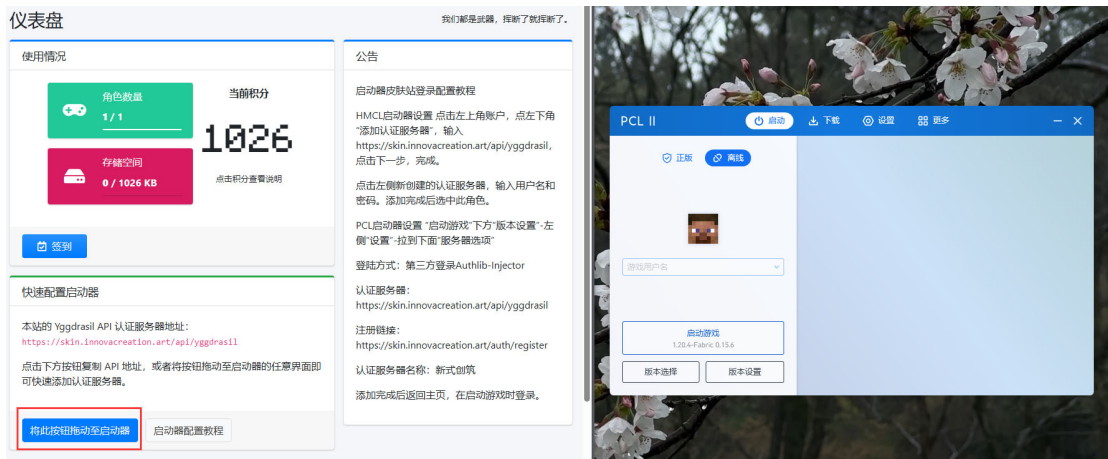 仪表盘
我们都是武器，挥断了就挥断了。
使用情况
角色数量
1 / 1
存储空间
0 / 1026 KB
当前积分
1026
点击积分查看说明
签到
快速配置启动器
本站的 Yggdrasil API 认证服务器地址：
https://skin.innovacreation.art/api/yggdrasil
点击下方按钮复制 API 地址，或者将按钮拖动至启动器的任意界面即
可快速添加认证服务器。
将此按钮拖动至启动器
启动器配置教程
公告
启动器皮肤站登录配置教程
HMCL启动器设置 点击左上角账户，点左下角
“添加认证服务器”，输入
https://skin.innovacreation.art/api/yggdrasil，
点击下一步，完成。
点击左侧新创建的认证服务器，输入用户名和
密码。添加完成后选中此角色。
PCL启动器设置 “启动游戏”下方“版本设置”-左
侧“设置”-拉到下面“服务器选项”
登陆方式：第三方登录Authlib-Injector
认证服务器：
https://skin.innovacreation.art/api/yggdrasil
注册链接：
https://skin.innovacreation.art/auth/register
认证服务器名称：新式创筑
添加完成后返回主页，在启动游戏时登录。
PCL II
启动
下载
设置
更多
正版
离线
游戏用户名
启动游戏
1.20.4-Fabric 0.15.6
版本选择
版本设置